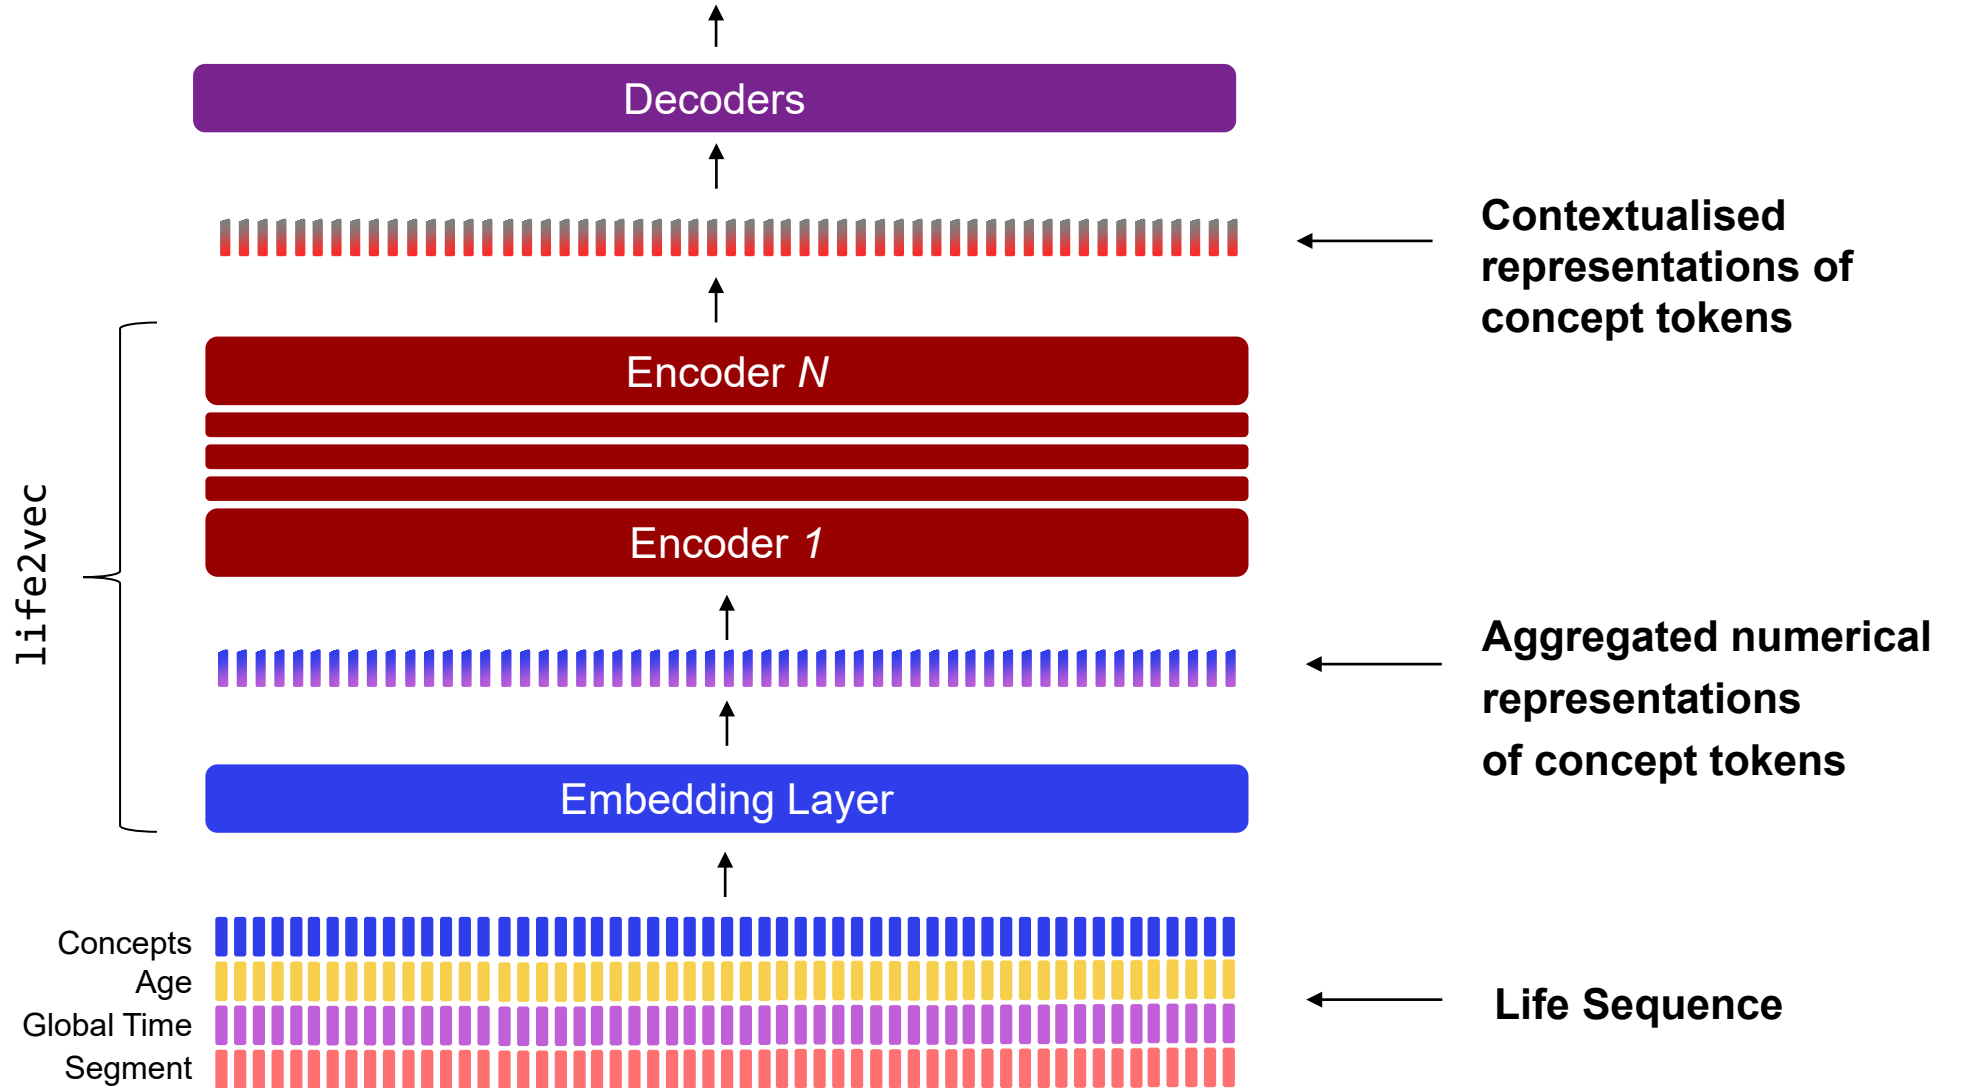 Decoders
Contextualised
representations of
concept tokens
Encoder N
Encoder 1
life2vec
Aggregated numerical
representations
of concept tokens
Embedding Layer
Concepts
Age
Global Time
Segment
Life Sequence